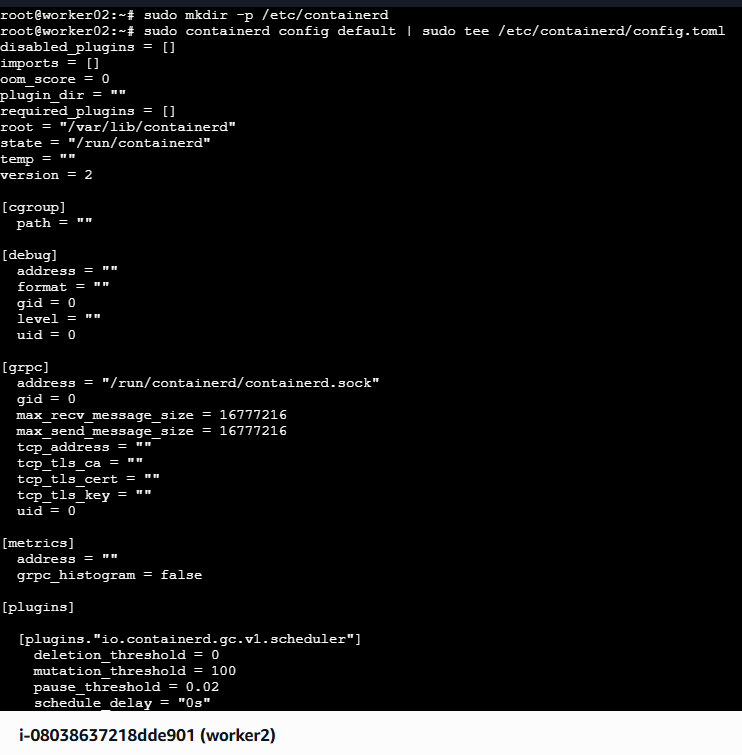 root@worker02:~# sudo mkdir -p /etc/containerd
root@worker02:~# sudo containerd config default | sudo tee /etc/containerd/config.toml
disabled_plugins = []
imports = []
oom_score = 0
plugin_dir = ""
required_plugins = []
root = "/var/lib/containerd"
state = "/run/containerd"
temp = ""
version = 2

[cgroup]
  path = ""

[debug]
  address = ""
  format = ""
  gid = 0
  level = ""
  uid = 0

[grpc]
  address = "/run/containerd/containerd.sock"
  gid = 0
  max_recv_message_size = 16777216
  max_send_message_size = 16777216
  tcp_address = ""
  tcp_tls_ca = ""
  tcp_tls_cert = ""
  tcp_tls_key = ""
  uid = 0

[metrics]
  address = ""
  grpc_histogram = false

[plugins]

  [plugins."io.containerd.gc.v1.scheduler"]
    deletion_threshold = 0
    mutation_threshold = 100
    pause_threshold = 0.02
    schedule_delay = "0s"
i-08038637218dde901 (worker2)